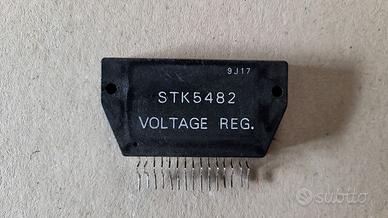 9J17
STK5482
VOLTAGE REG.
subito